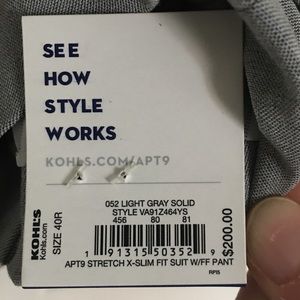 SEE
HOW
STYLE
WORKS
KOHLS.COM/APT9
052 LIGHT GRAY SOLID
STYLE VA91Z464YS
456 80 81
1 91315 50352 9
APT9 STRETCH X-SLIM FIT SUIT W/FF PANT
RP15
KOHL'S
Kohls.com
SIZE 40R
$200.00